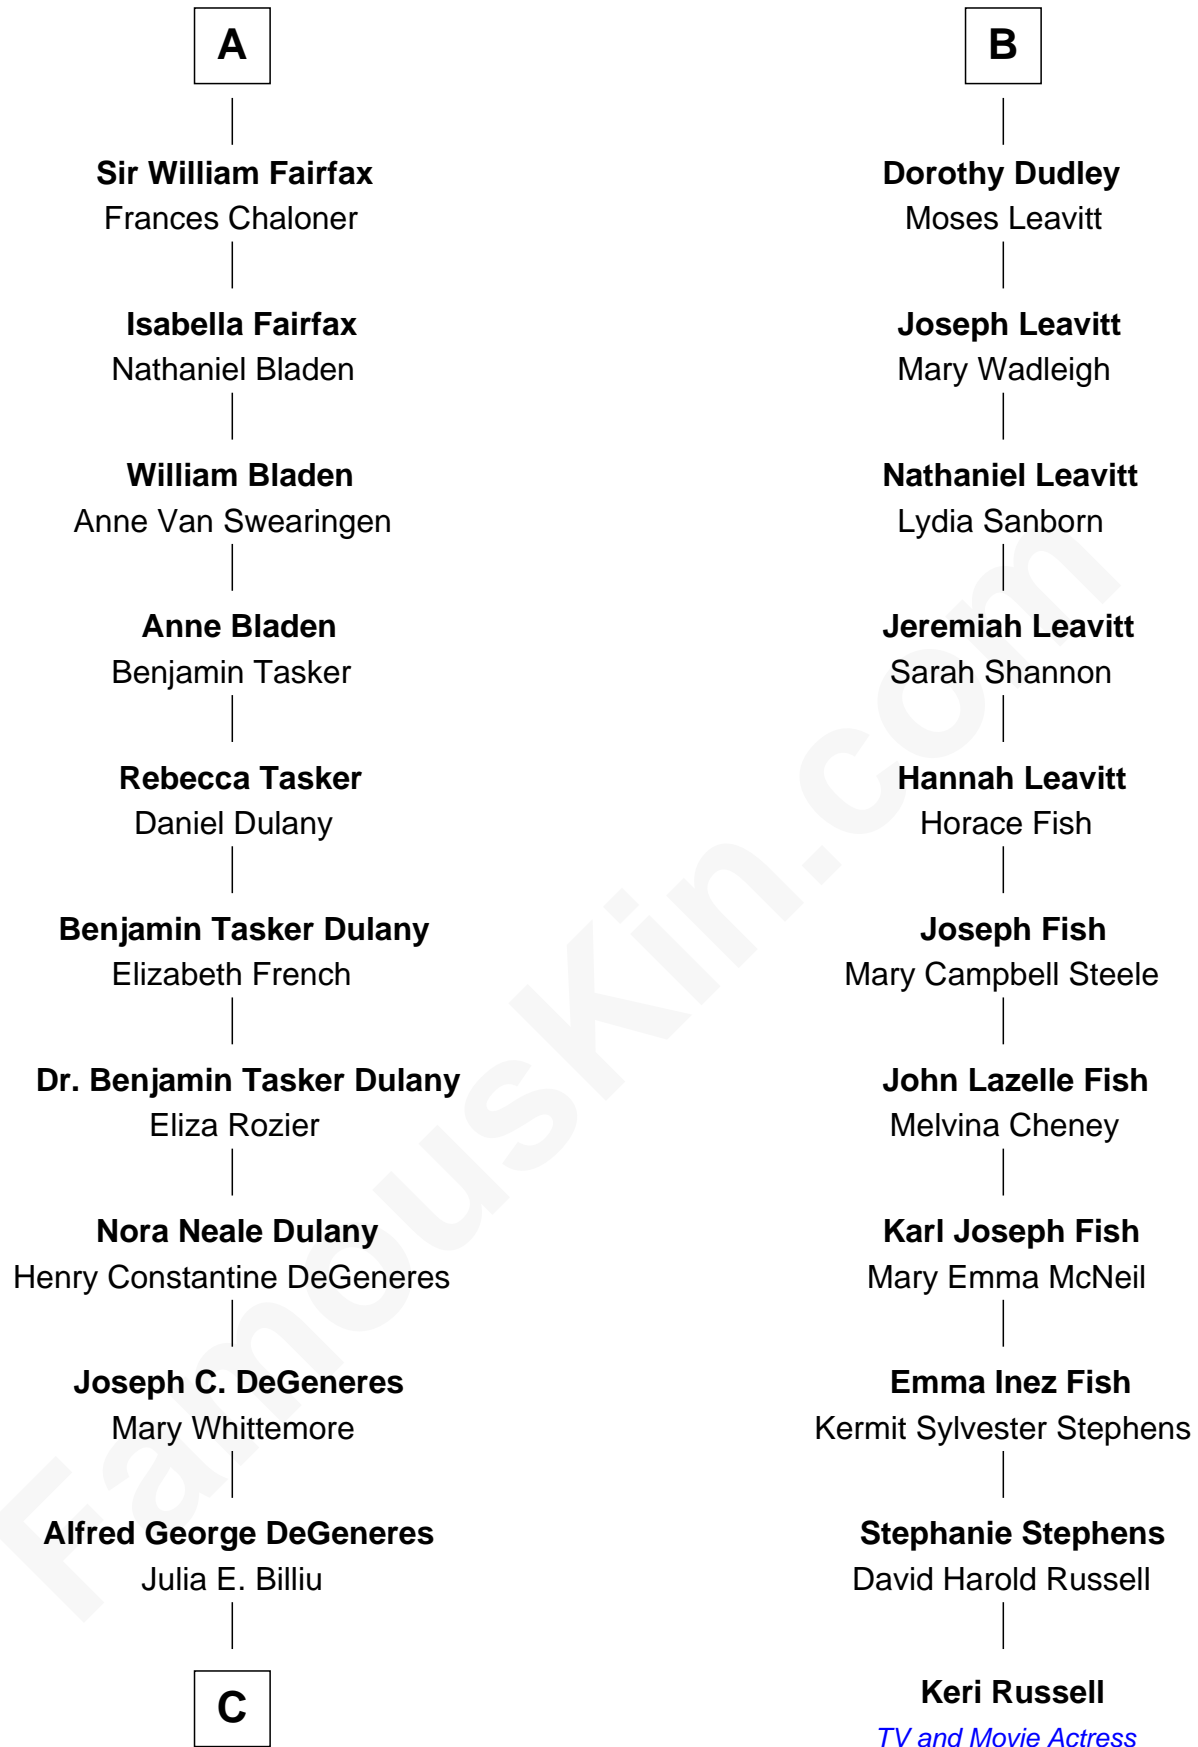 A
Sir William Fairfax
Frances Chaloner
Isabella Fairfax
Nathaniel Bladen
William Bladen
Anne Van Swearingen
Anne Bladen
Benjamin Tasker
Rebecca Tasker
Daniel Dulany
Benjamin Tasker Dulany
Elizabeth French
Dr. Benjamin Tasker Dulany
Eliza Rozier
Nora Neale Dulany
Henry Constantine DeGeneres
Joseph C. DeGeneres
Mary Whittemore
Alfred George DeGeneres
Julia E. Billiu
C
B
Dorothy Dudley
Moses Leavitt
Joseph Leavitt
Mary Wadleigh
Nathaniel Leavitt
Lydia Sanborn
Jeremiah Leavitt
Sarah Shannon
Hannah Leavitt
Horace Fish
Joseph Fish
Mary Campbell Steele
John Lazelle Fish
Melvina Cheney
Karl Joseph Fish
Mary Emma McNeil
Emma Inez Fish
Kermit Sylvester Stephens
Stephanie Stephens
David Harold Russell
Keri Russell
TV and Movie Actress
FamousKin.com